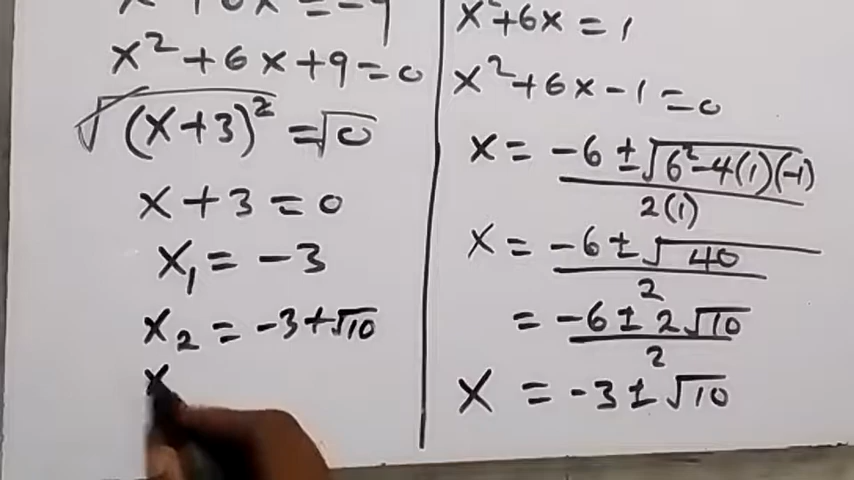 x² + 6x + 9 = 0
√(x+3)² = √0
x + 3 = 0
x₁ = -3
x₂ = -3+√10
x
x²+6x = 1
x²+6x-1=0
x = -6 ± √6²-4(1)(-1)
2(1)
x = -6 ± √40
2
= -6 ± 2√10
2
x = -3 ± √10